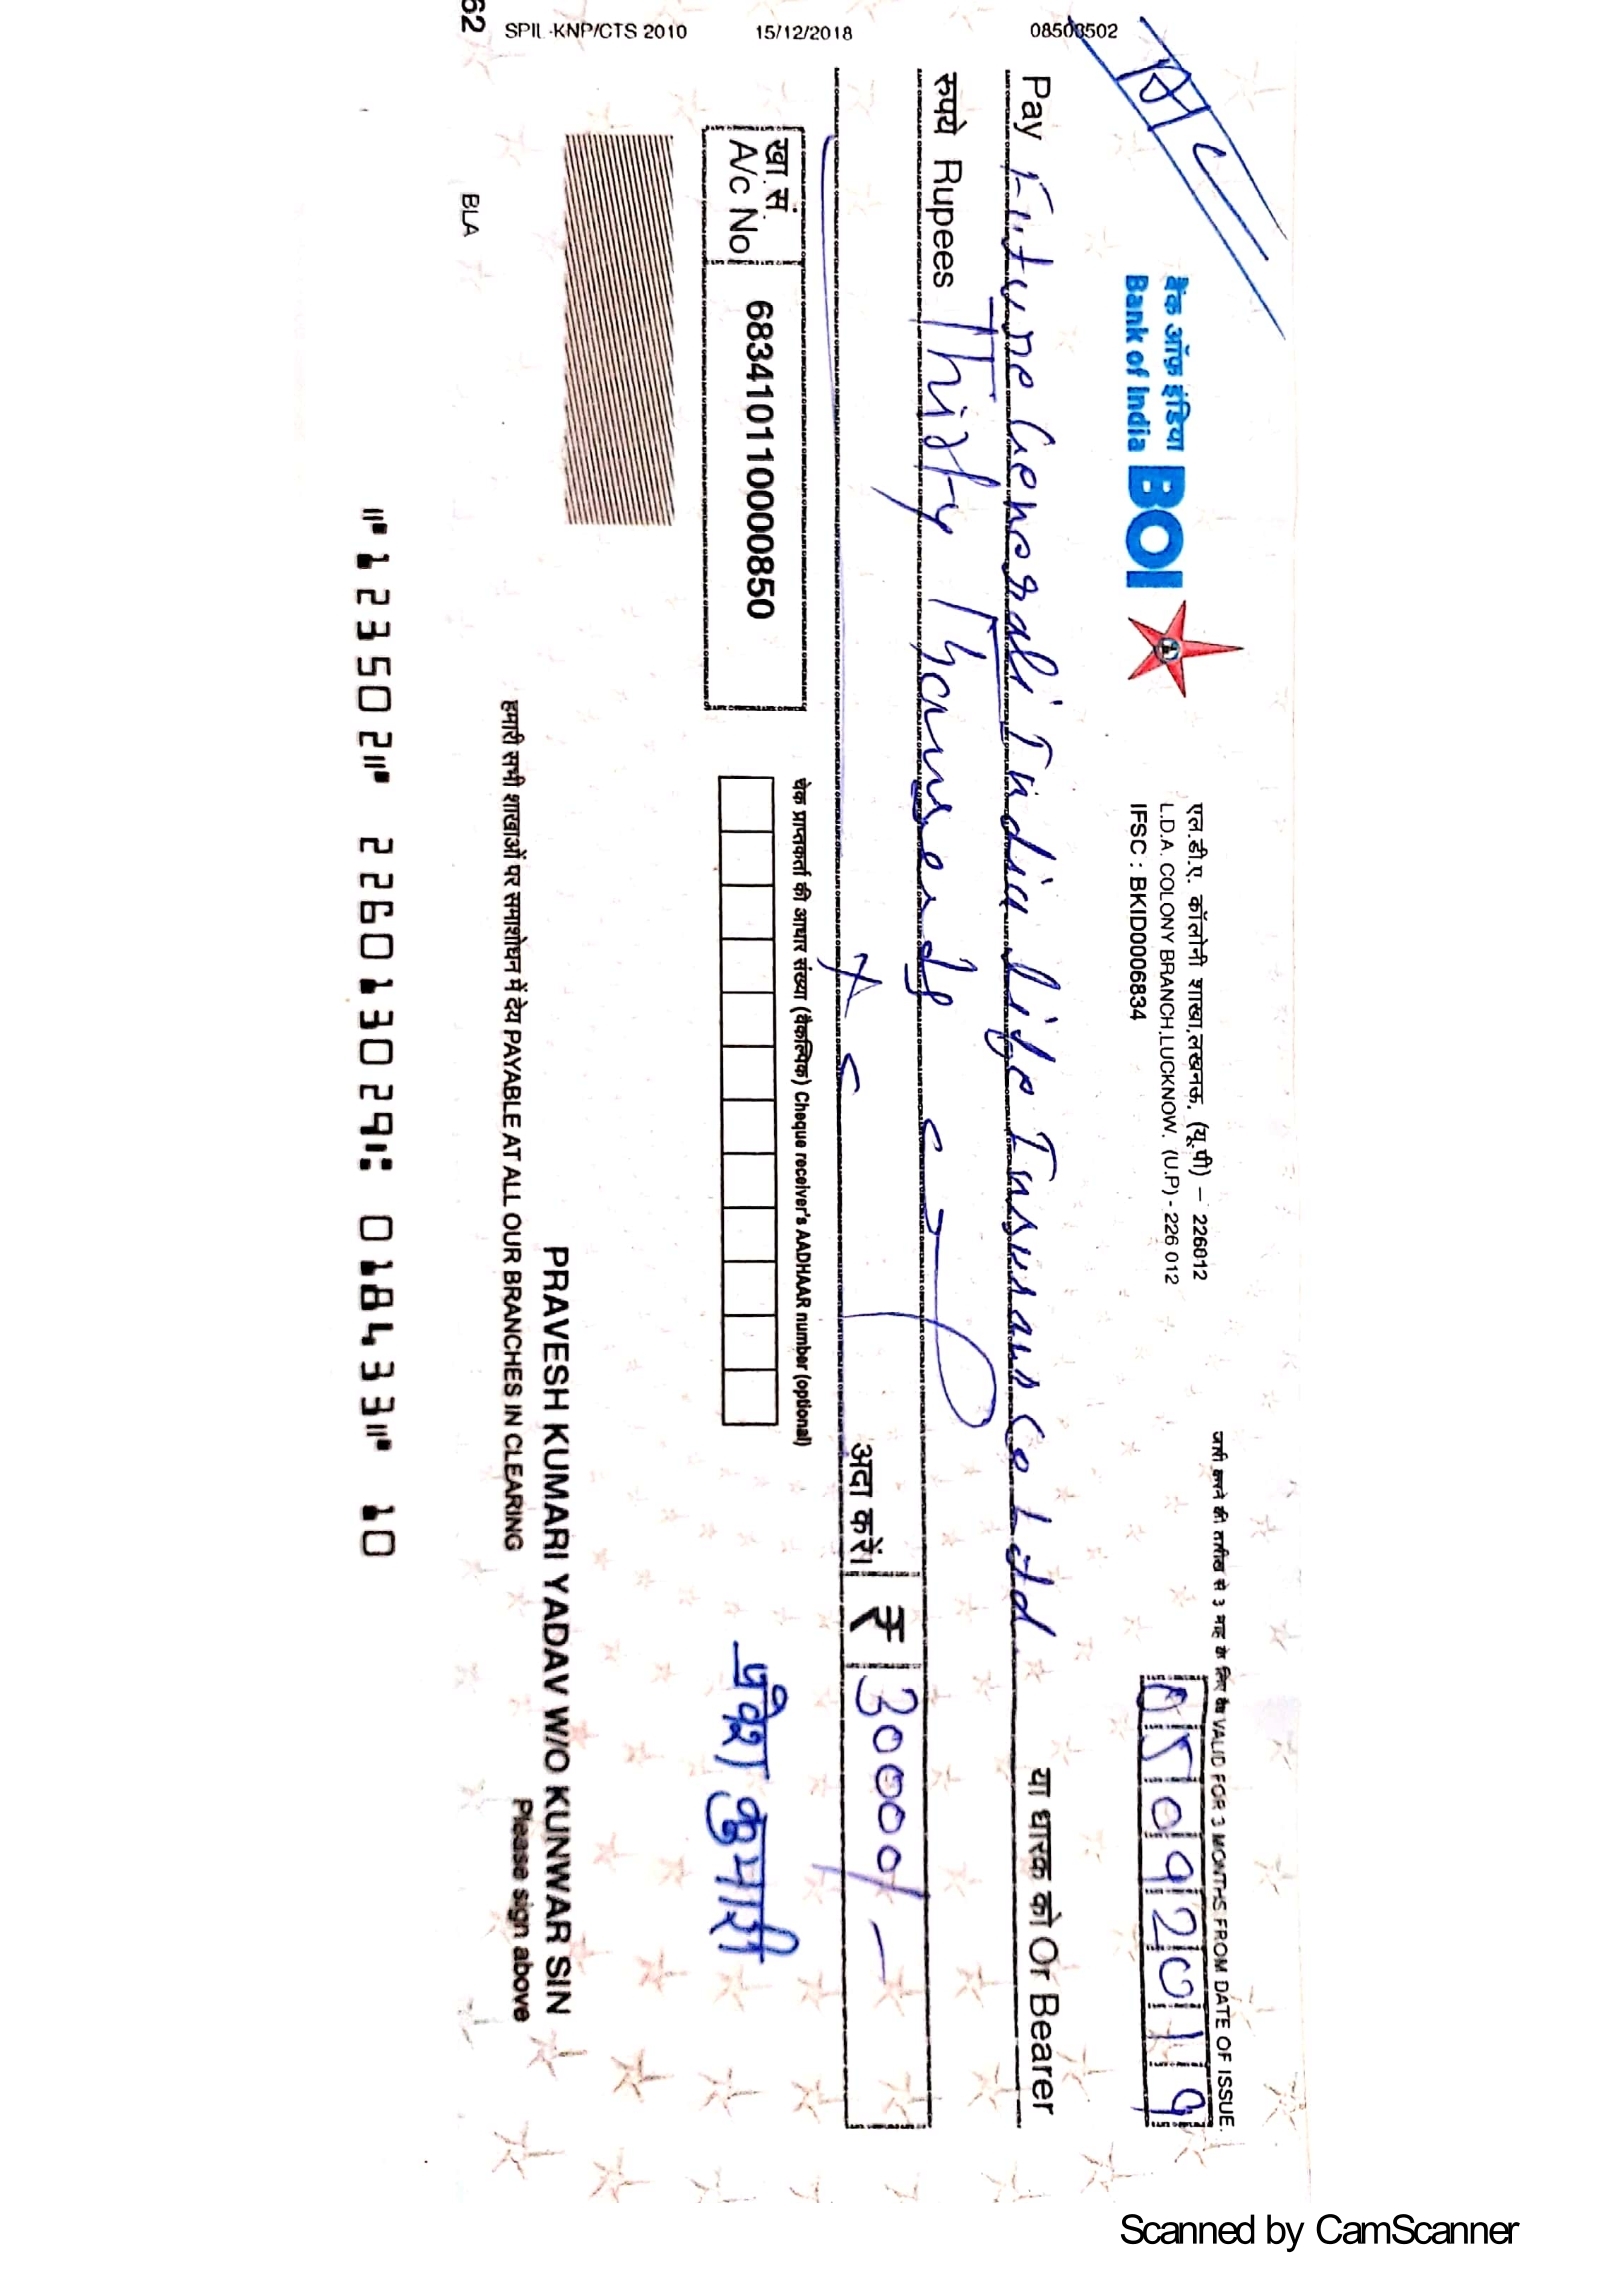 A/C
बैंक ऑफ़ इंडिया
Bank of India BOI
एल.डी.ए. कॉलोनी शाखा,लखनऊ, (यू.पी) – 226012
L.D.A. COLONY BRANCH,LUCKNOW. (U.P) - 226 012
IFSC : BKID0006834
जारी करने की तारीख से 3 माह के लिए वैध VALID FOR 3 MONTHS FROM DATE OF ISSUE.
05092019
Pay Future Generali India Life Insurance Co Ltd या धारक को Or Bearer
रुपये Rupees Thirty Thousands
अदा करें। ₹ 30000/-
खा.सं. A/c No 683410110000850
चेक प्राप्तकर्ता की आधार संख्या (वैकल्पिक) Cheque receiver's AADHAAR number (optional)
प्रवेश कुमारी
PRAVESH KUMARI YADAV W/O KUNWAR SIN
Please sign above
हमारी सभी शाखाओं पर समाशोधन में देय PAYABLE AT ALL OUR BRANCHES IN CLEARING
BLA
⑈123502⑈ 226013029⑆ 018433⑈ 10
62 SPIL-KNP/CTS 2010 15/12/2018 08503502
Scanned by CamScanner